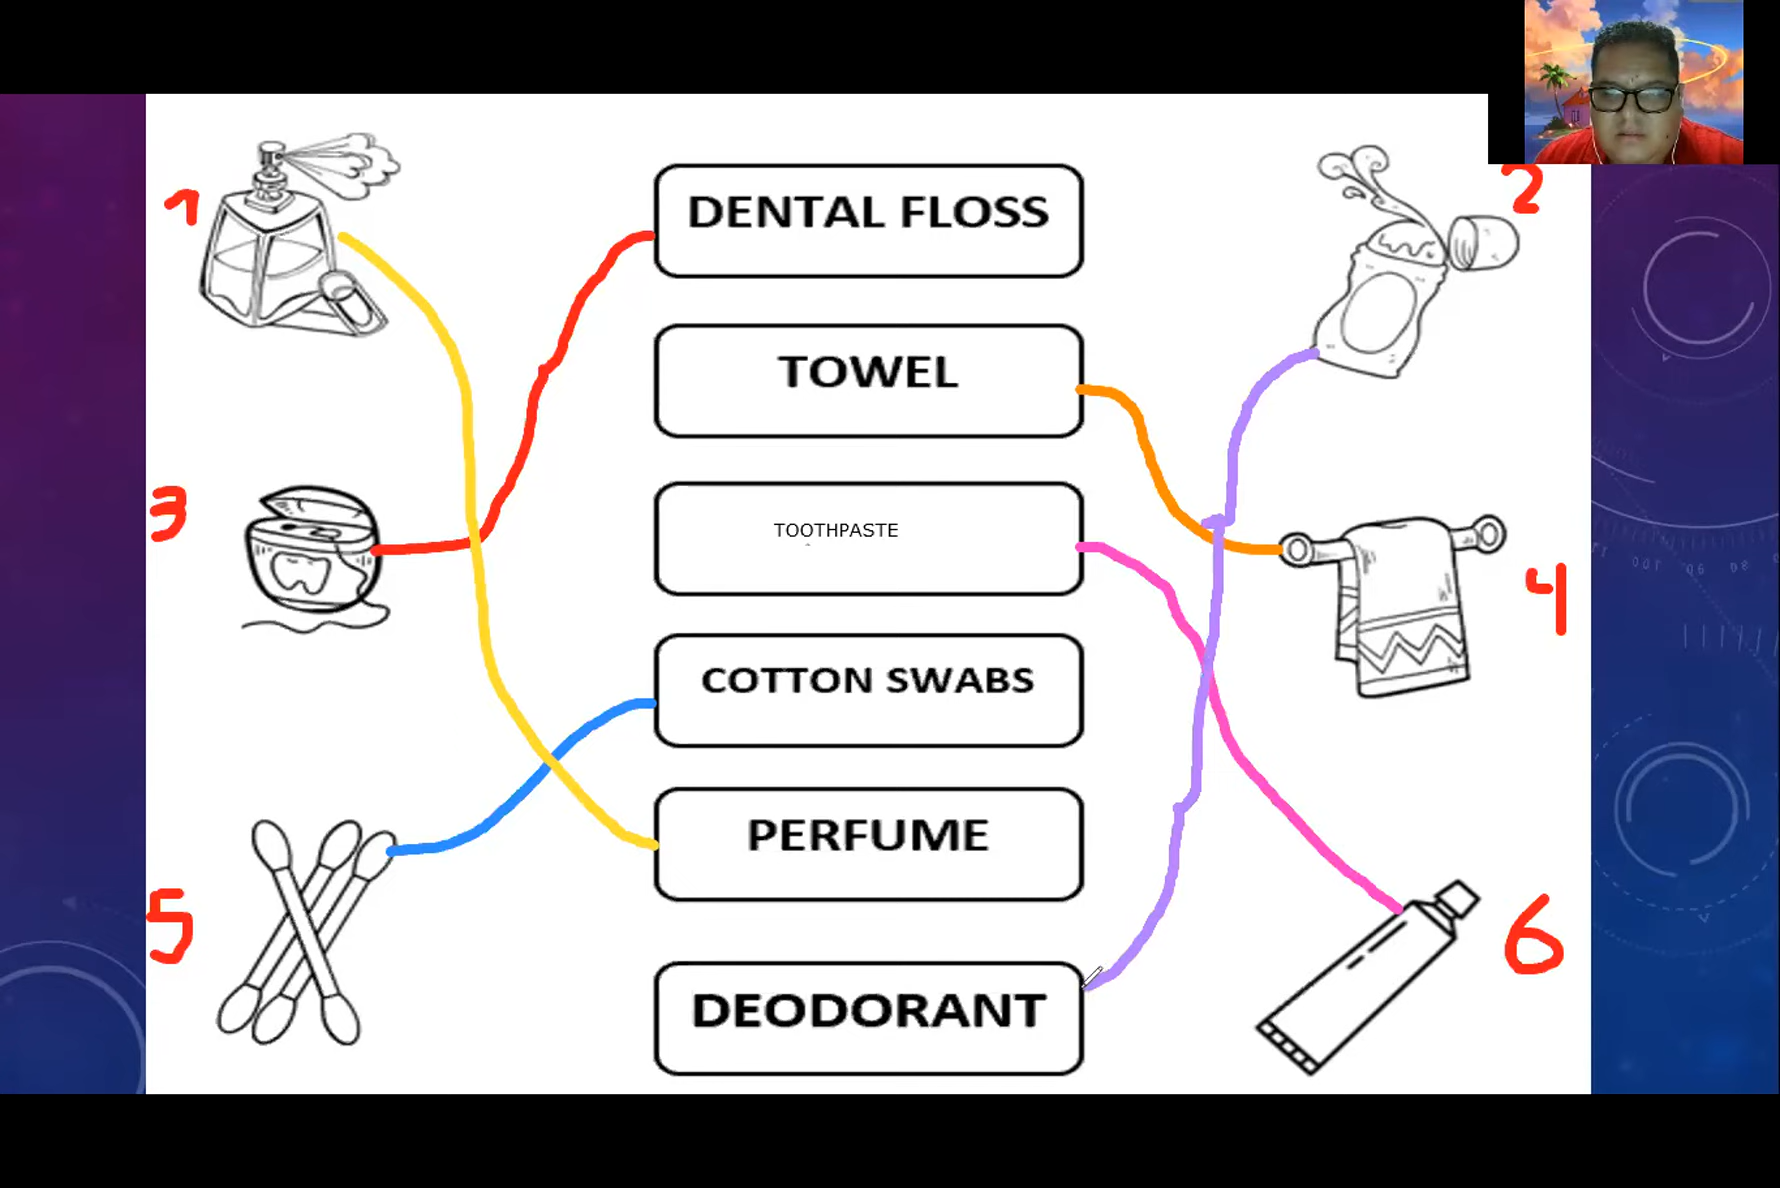 1
2
DENTAL FLOSS
TOWEL
3
TOOTHPASTE
4
COTTON SWABS
PERFUME
5
6
DEODORANT